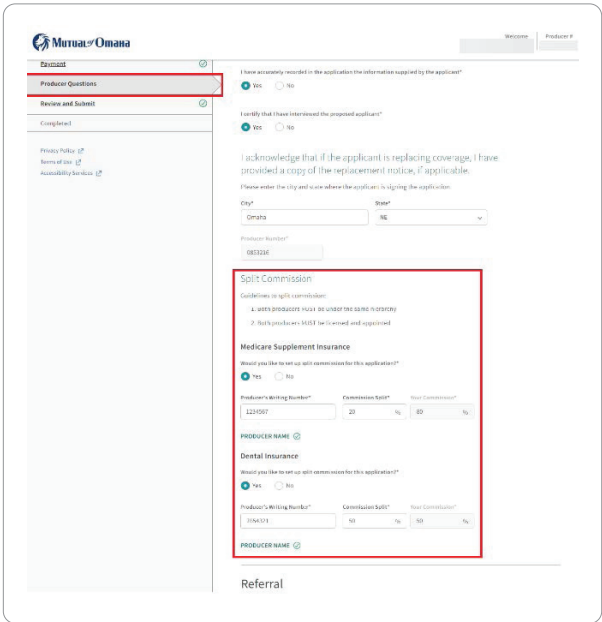 Mutual of Omaha
Welcome
Producer #
Payment
Producer Questions
Review and Submit
Completed
Privacy Policy
Terms of Use
Accessibility Services
I have accurately recorded in the application the information supplied by the applicant*
Yes No
I certify that I have interviewed the proposed applicant*
Yes No
I acknowledge that if the applicant is replacing coverage, I have
provided a copy of the replacement notice, if applicable.
Please enter the city and state where the applicant is signing the application
City* State*
Omaha NE
Producer Number*
0853216
Split Commission
Guidelines to split commission:
1. Both producers MUST be under the same hierarchy
2. Both producers MUST be licensed and appointed
Medicare Supplement Insurance
Would you like to set up split commission for this application?*
Yes No
Producer's Writing Number* Commission Split* Your Commission*
1234567 20 % 80 %
PRODUCER NAME
Dental Insurance
Would you like to set up split commission for this application?*
Yes No
Producer's Writing Number* Commission Split* Your Commission*
7654321 50 % 50 %
PRODUCER NAME
Referral